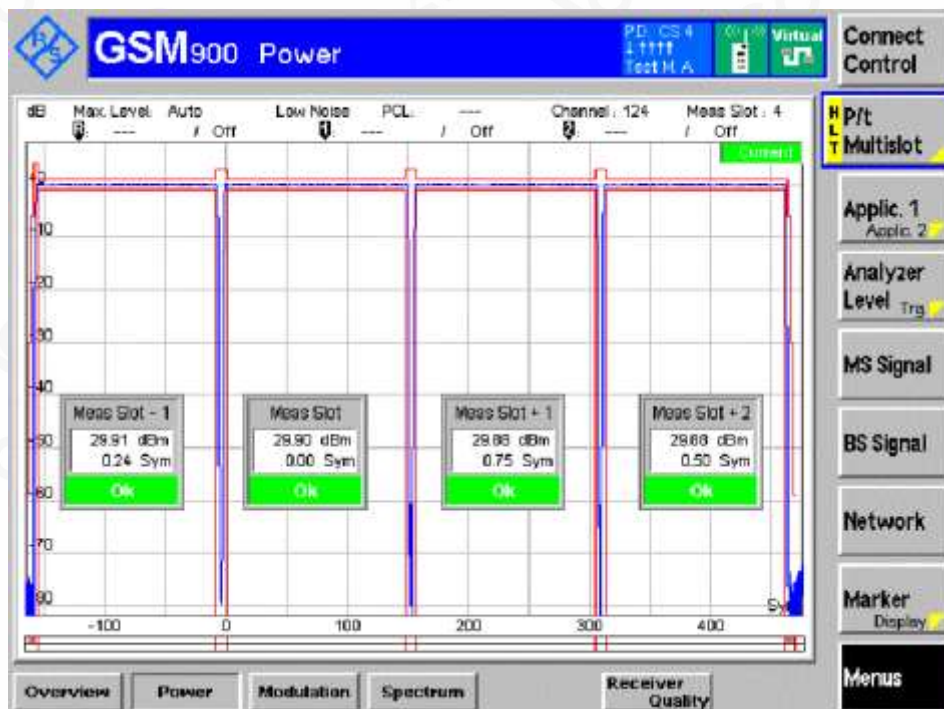 GSM900 Power
PD CS 4
Test M. A
Virtual
Connect Control
dB Max. Level: Auto Low Noise PCL: --- Channel: 124 Meas Slot: 4
--- / Off 1 --- / Off 2 --- / Off
Current
HLT
P/t Multislot
Applic. 1
Applic. 2
Analyzer Level
Trg
MS Signal
BS Signal
Network
Marker
Display
Menus
-10
-20
-30
-40
-50
-60
-70
-80
Meas Slot - 1
29.91 dBm
0.24 Sym
Ok
Meas Slot
29.90 dBm
0.00 Sym
Ok
Meas Slot + 1
29.88 dBm
0.75 Sym
Ok
Meas Slot + 2
29.88 dBm
0.50 Sym
Ok
-100 0 100 200 300 400
Overview Power Modulation Spectrum Receiver Quality